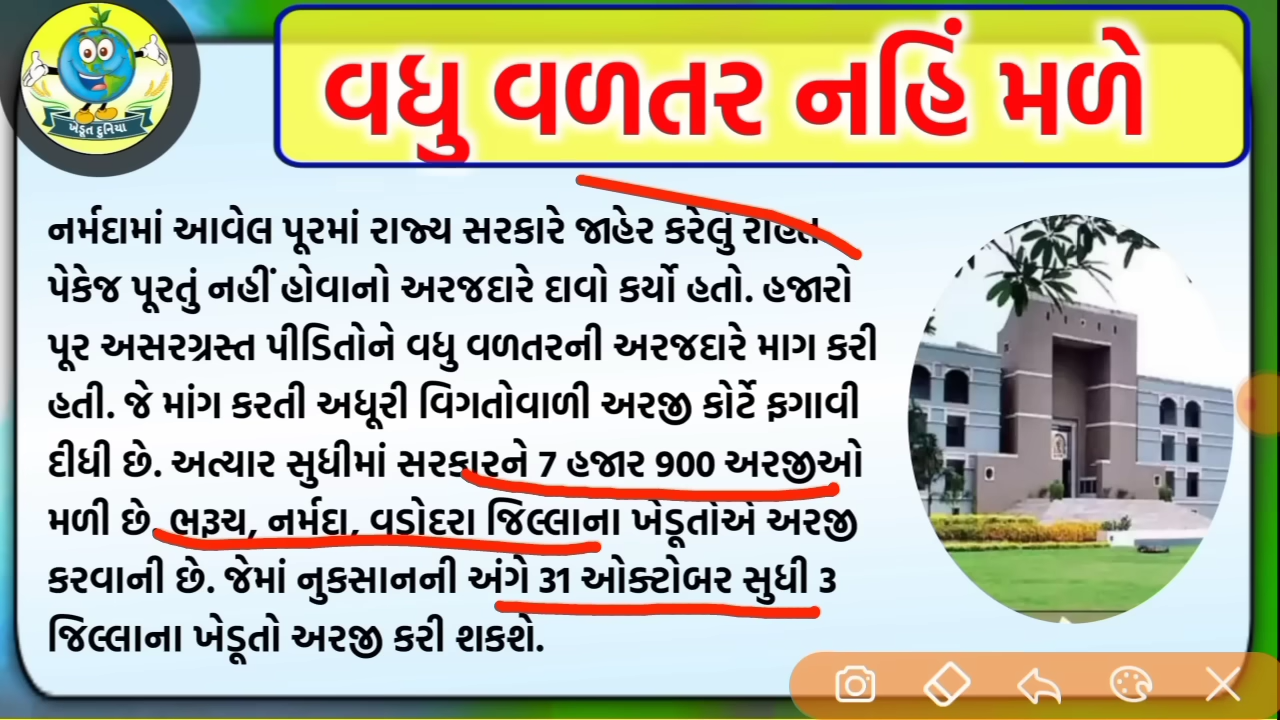 ખેડૂત દુનિયા
વધુ વળતર નહિં મળે
નર્મદામાં આવેલ પૂરમાં રાજ્ય સરકારે જાહેર કરેલું રાહત
પેકેજ પૂરતું નહીં હોવાનો અરજદારે દાવો કર્યો હતો. હજારો
પૂર અસરગ્રસ્ત પીડિતોને વધુ વળતરની અરજદારે માગ કરી
હતી. જે માંગ કરતી અધૂરી વિગતોવાળી અરજી કોર્ટે ફગાવી
દીધી છે. અત્યાર સુધીમાં સરકારને 7 હજાર 900 અરજીઓ
મળી છે. ભરૂચ, નર્મદા, વડોદરા જિલ્લાના ખેડૂતોએ અરજી
કરવાની છે. જેમાં નુકસાનની અંગે 31 ઓક્ટોબર સુધી 3
જિલ્લાના ખેડૂતો અરજી કરી શકશે.